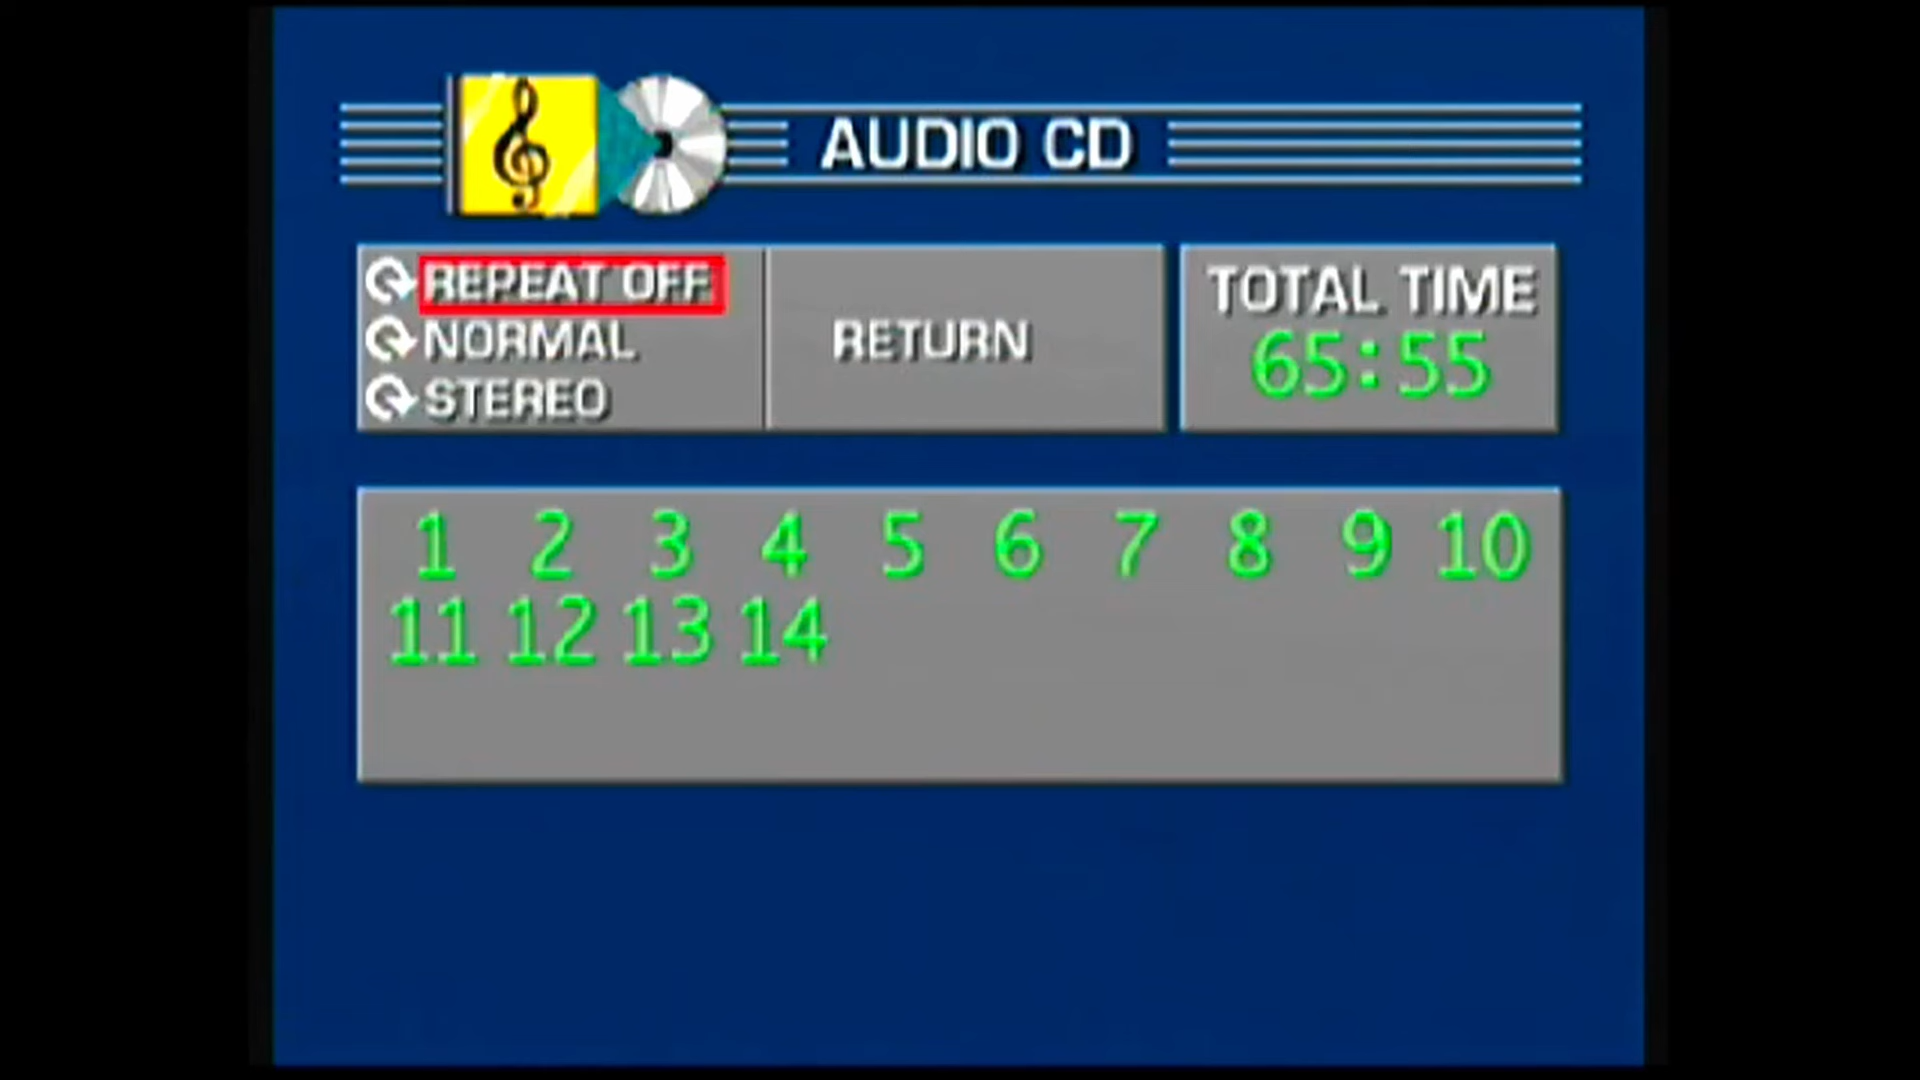 AUDIO CD
REPEAT OFF
NORMAL
STEREO
RETURN
TOTAL TIME
65:55
1 2 3 4 5 6 7 8 9 10
11 12 13 14